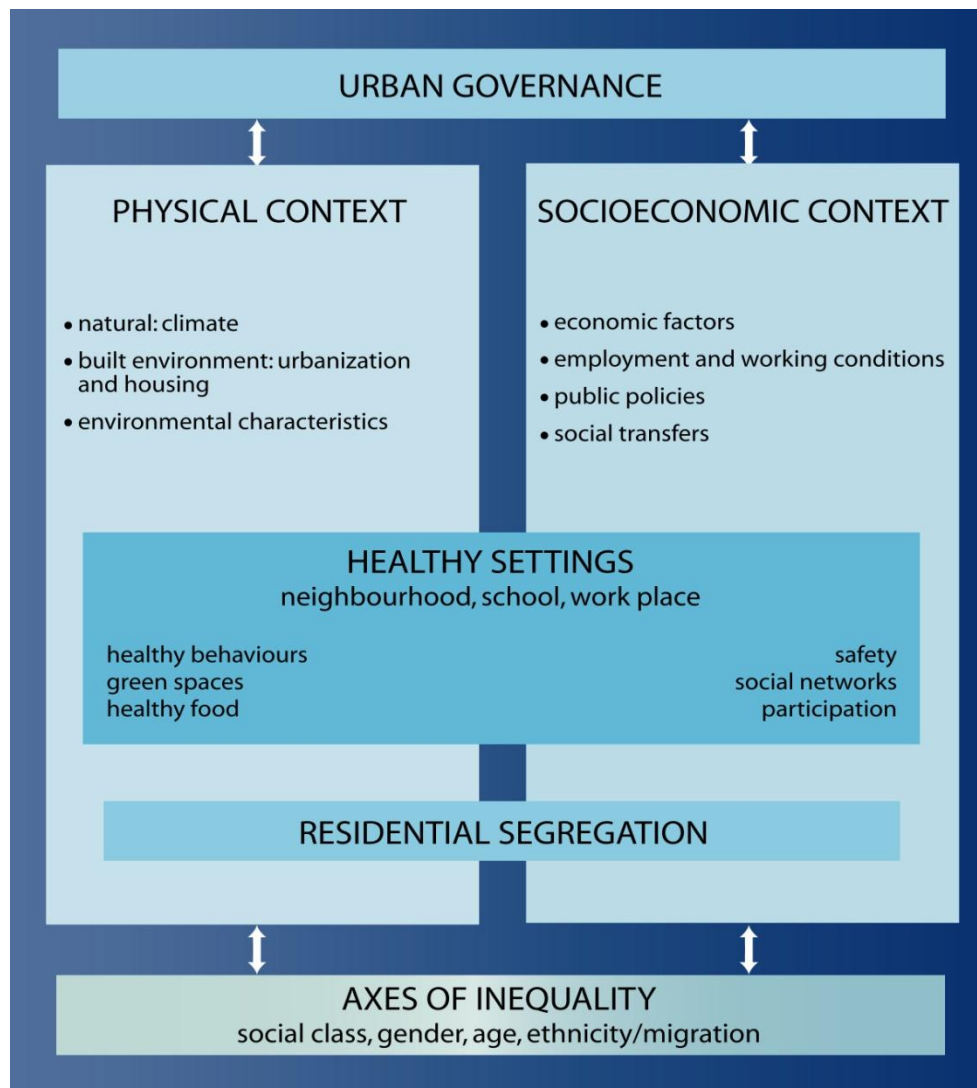 URBAN GOVERNANCE
PHYSICAL CONTEXT
• natural: climate
• built environment: urbanization
and housing
• environmental characteristics
SOCIOECONOMIC CONTEXT
• economic factors
• employment and working conditions
• public policies
• social transfers
HEALTHY SETTINGS
neighbourhood, school, work place
healthy behaviours
green spaces
healthy food
safety
social networks
participation
RESIDENTIAL SEGREGATION
AXES OF INEQUALITY
social class, gender, age, ethnicity/migration